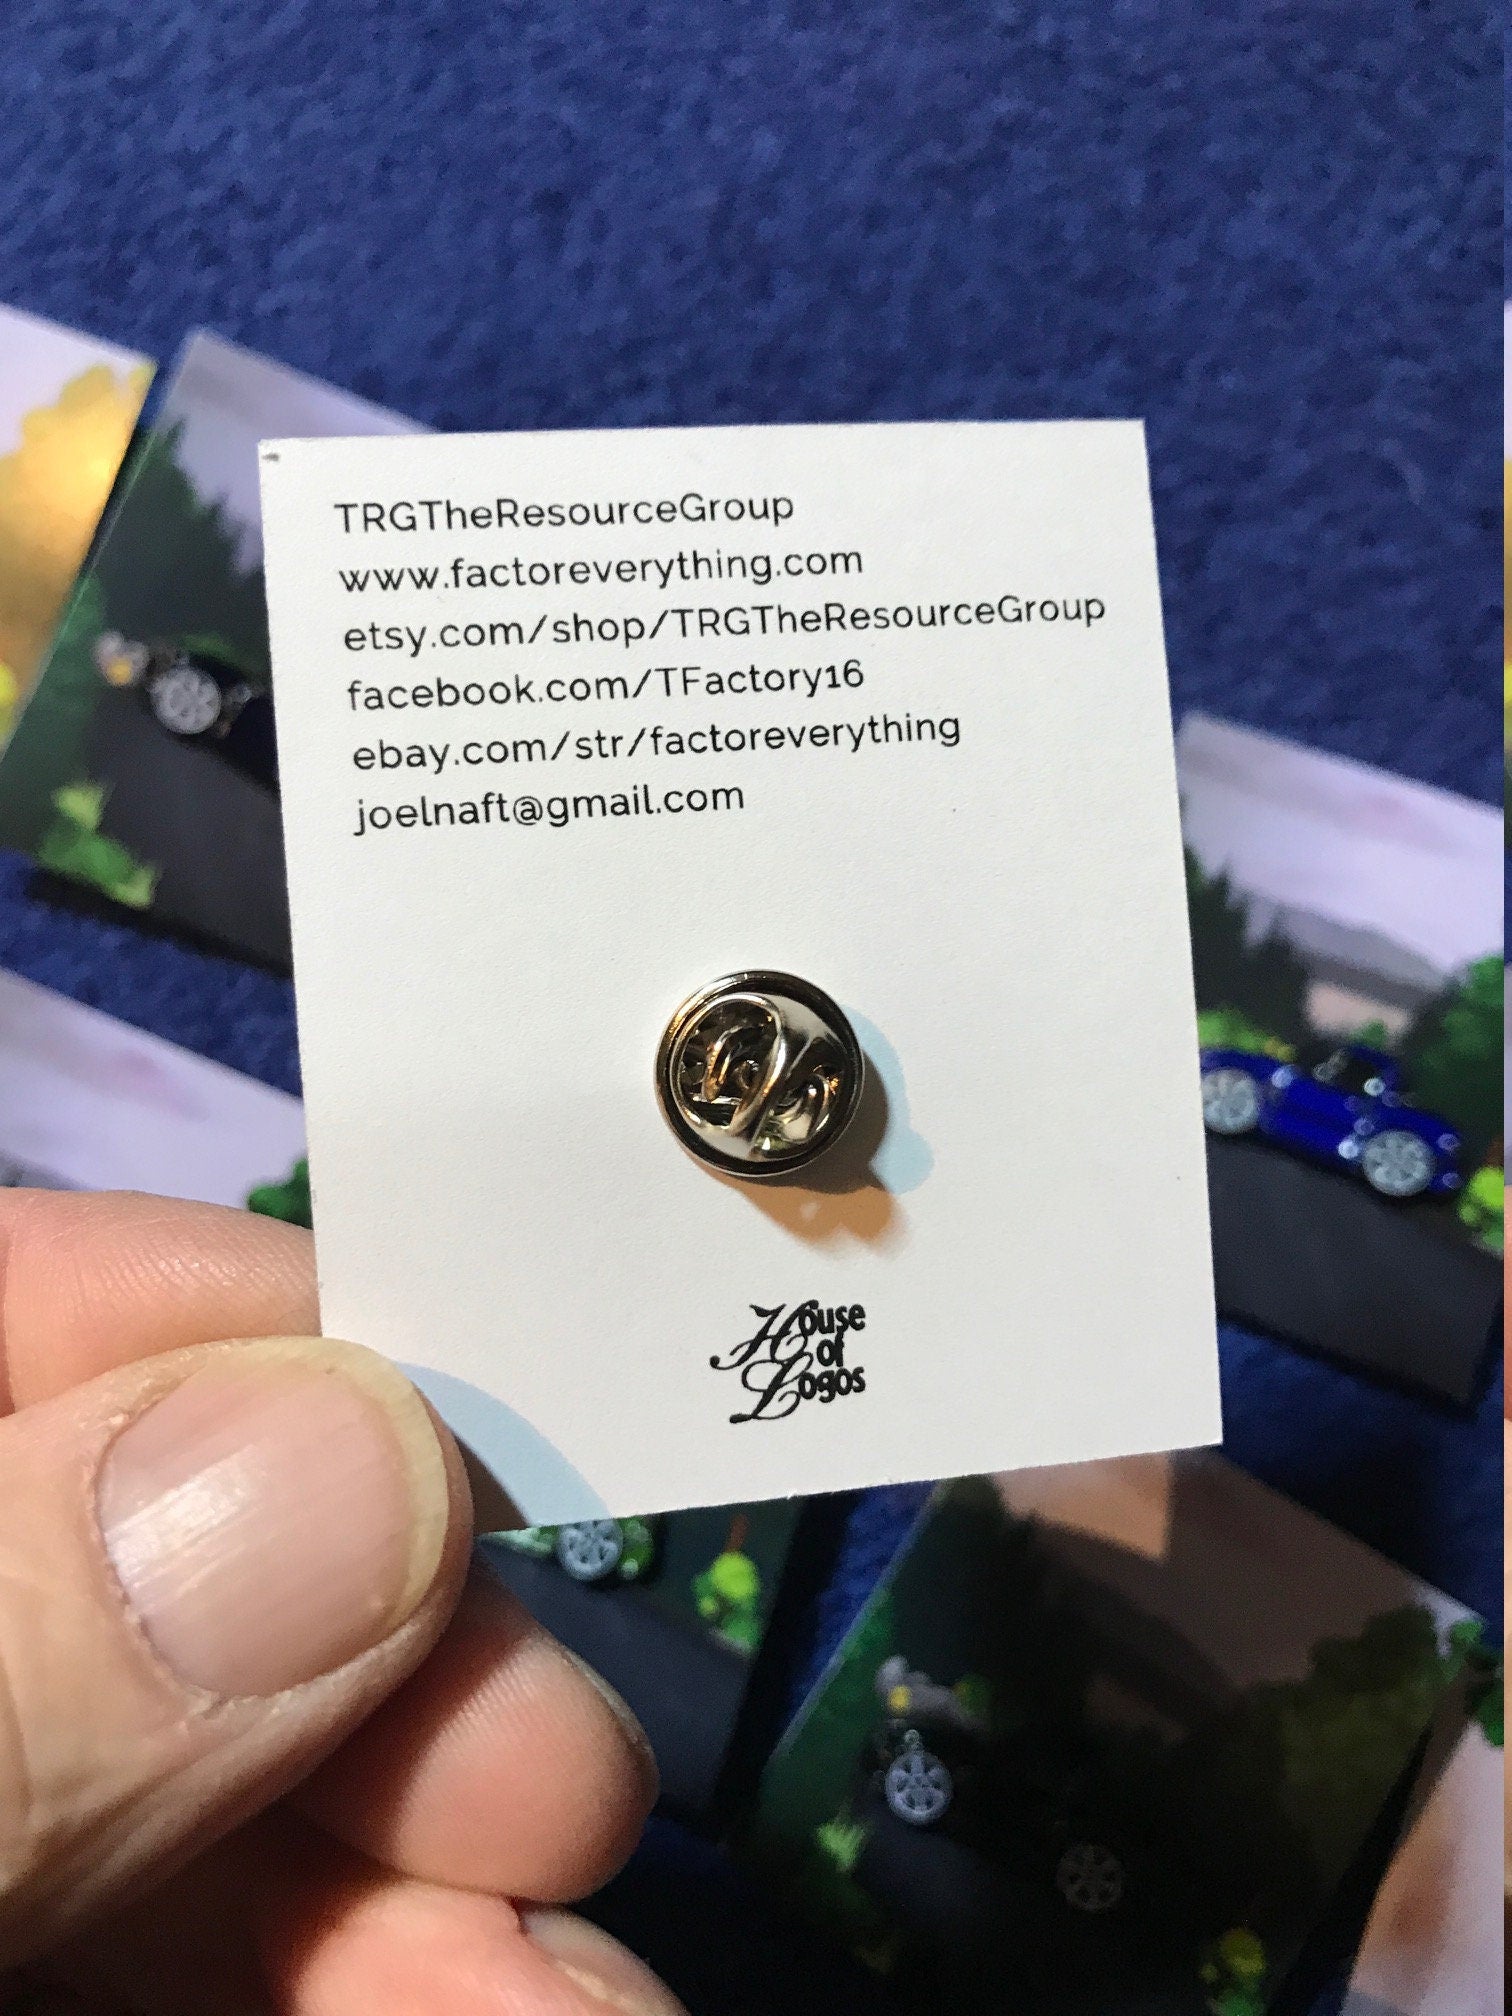 TRGTheResourceGroup
www.factoreverything.com
etsy.com/shop/TRGTheResourceGroup
facebook.com/TFactory16
ebay.com/str/factoreverything
joelnaft@gmail.com
House
of
Logos